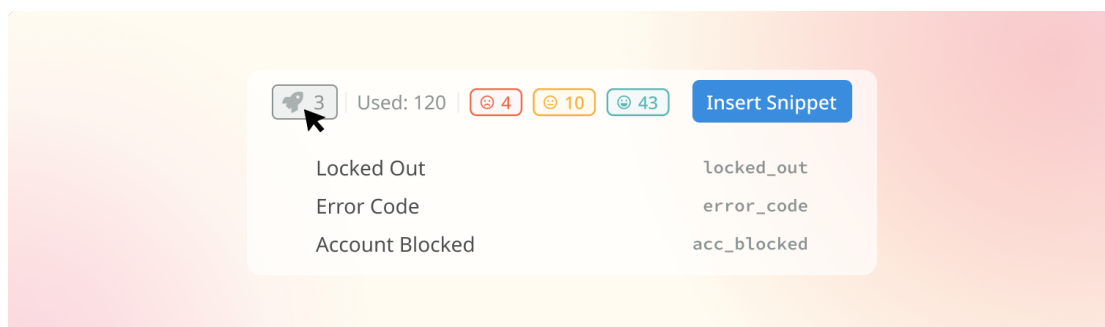 3 Used: 120 4 10 43 Insert Snippet
Locked Out locked_out
Error Code error_code
Account Blocked acc_blocked